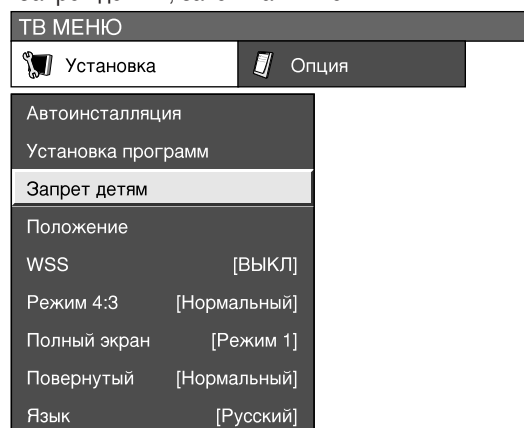 ТВ МЕНЮ
Установка Опция
Автоинсталляция
Установка программ
Запрет детям
Положение
WSS [ВЫКЛ]
Режим 4:3 [Нормальный]
Полный экран [Режим 1]
Повернутый [Нормальный]
Язык [Русский]